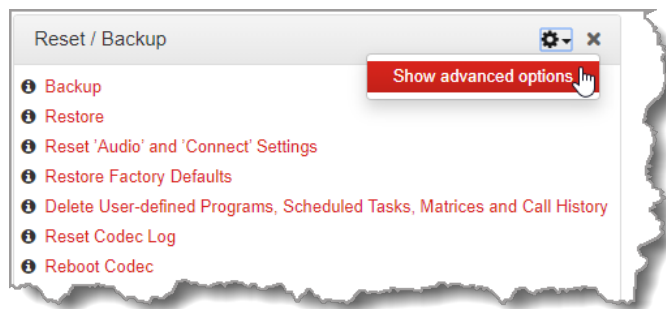 Reset / Backup
Show advanced options
Backup
Restore
Reset 'Audio' and 'Connect' Settings
Restore Factory Defaults
Delete User-defined Programs, Scheduled Tasks, Matrices and Call History
Reset Codec Log
Reboot Codec